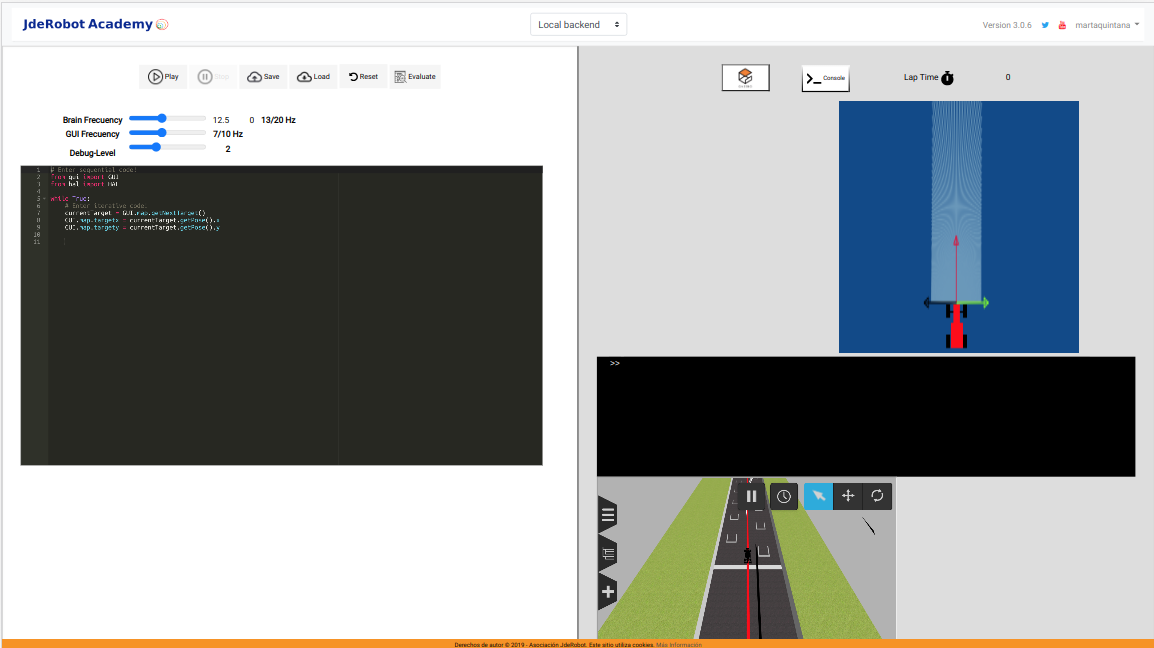 JdeRobot Academy
Local backend
Version 3.0.6
martaquintana
Play
Stop
Save
Load
Reset
Evaluate
Brain Frecuency 12.5 0 13/20 Hz
GUI Frecuency 7/10 Hz
Debug-Level 2
1 # Enter sequential code!
2 from gui import GUI
3 from hal import HAL
4
5 while True:
6 # Enter iterative code!
7 currentTarget = GUI.map.getNextTarget()
8 GUI.map.targetx = currentTarget.getPose().x
9 GUI.map.targety = currentTarget.getPose().y
10
11
>_ Console
Lap Time
0
>>
Derechos de autor © 2019 - Asociación JdeRobot. Este sitio utiliza cookies. Más información